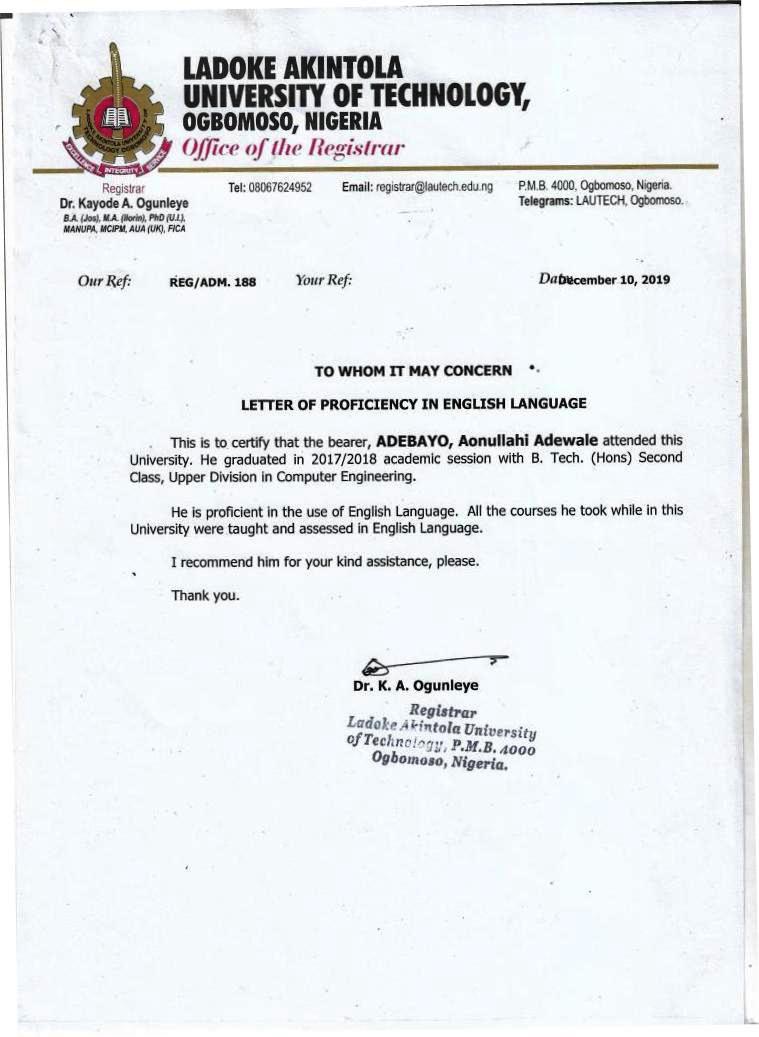 LADOKE AKINTOLA
UNIVERSITY OF TECHNOLOGY,
OGBOMOSO, NIGERIA
Office of the Registrar
LADOKE AKINTOLA UNIVERSITY OF
TECHNOLOGY OGBOMOSO
EXCELLENCE, INTEGRITY SERVICE
Registrar
Dr. Kayode A. Ogunleye
B.A. (Jos), M.A. (Ilorin), PhD (U.I.),
MANUPA, MCIPM, AUA (UK), FICA
Tel: 08067624952 Email: registrar@lautech.edu.ng P.M.B. 4000, Ogbomoso, Nigeria.
Telegrams: LAUTECH, Ogbomoso.
Our Ref: REG/ADM. 188 Your Ref: Date December 10, 2019
TO WHOM IT MAY CONCERN
LETTER OF PROFICIENCY IN ENGLISH LANGUAGE
This is to certify that the bearer, ADEBAYO, Aonullahi Adewale attended this
University. He graduated in 2017/2018 academic session with B. Tech. (Hons) Second
Class, Upper Division in Computer Engineering.
He is proficient in the use of English Language. All the courses he took while in this
University were taught and assessed in English Language.
I recommend him for your kind assistance, please.
Thank you.
Dr. K. A. Ogunleye
Registrar
Ladoke Akintola University
of Technology, P.M.B. 4000
Ogbomoso, Nigeria.